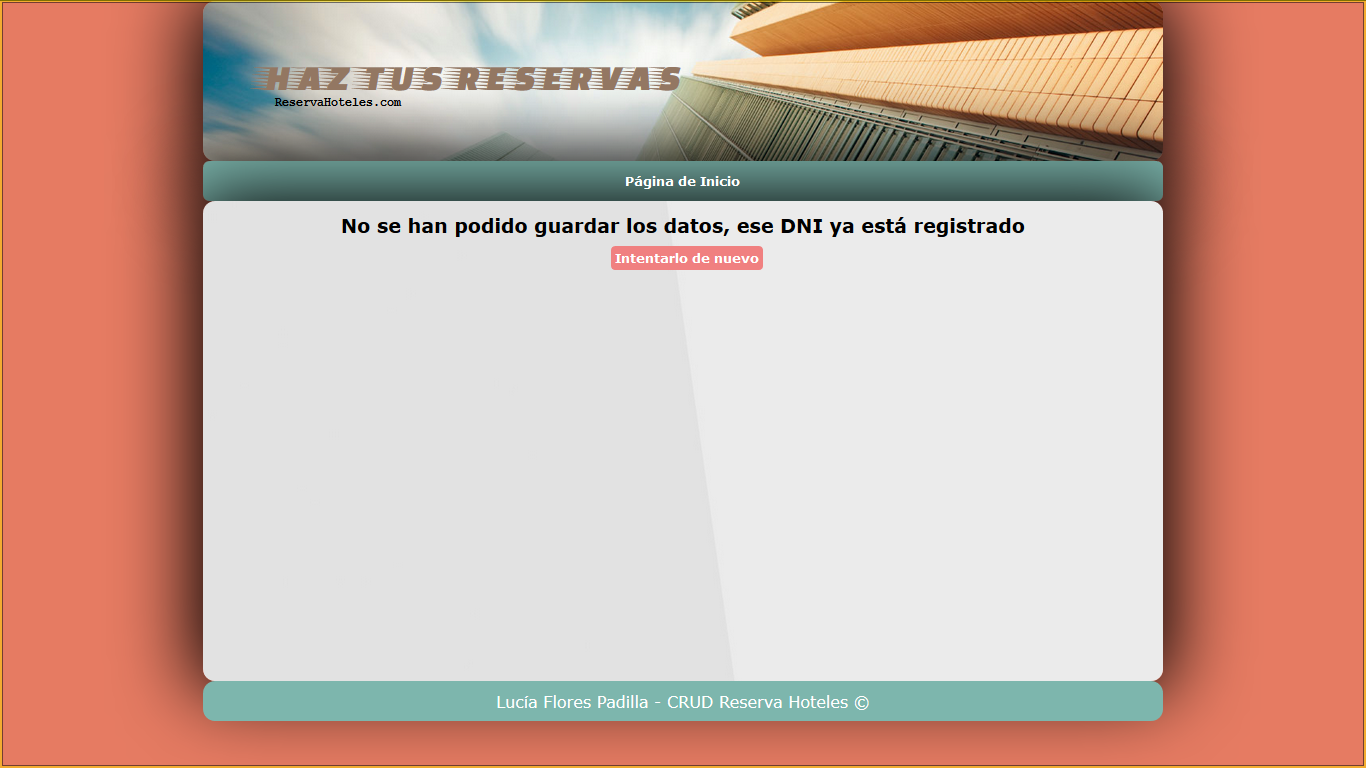 HAZ TUS RESERVAS
ReservaHoteles.com
Página de Inicio
No se han podido guardar los datos, ese DNI ya está registrado
Intentarlo de nuevo
Lucía Flores Padilla - CRUD Reserva Hoteles ©